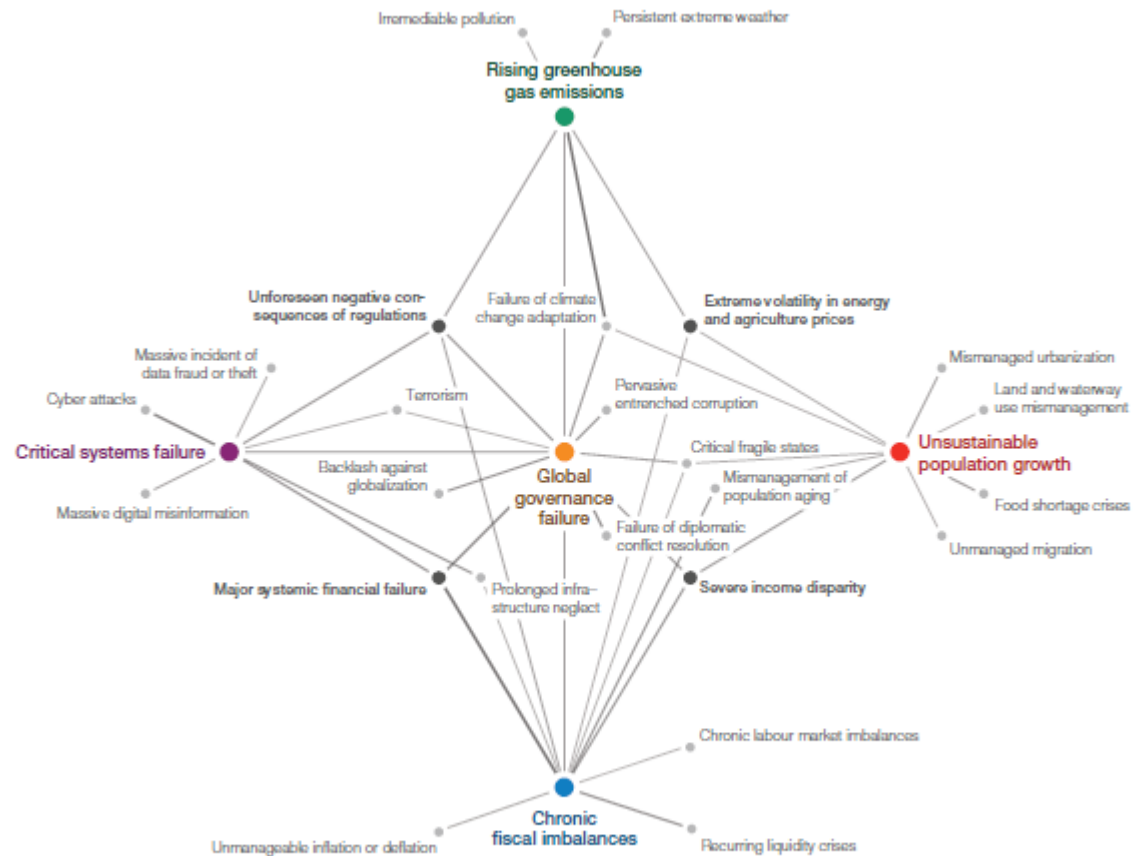 Irremediable pollution
Persistent extreme weather
Rising greenhouse
gas emissions
Unforeseen negative con-
sequences of regulations
Failure of climate
change adaptation
Extreme volatility in energy
and agriculture prices
Massive incident of
data fraud or theft
Cyber attacks
Terrorism
Pervasive
entrenched corruption
Mismanaged urbanization
Land and waterway
use mismanagement
Critical systems failure
Backlash against
globalization
Global
governance
failure
Critical fragile states
Mismanagement of
population aging
Unsustainable
population growth
Massive digital misinformation
Failure of diplomatic
conflict resolution
Food shortage crises
Unmanaged migration
Major systemic financial failure
Prolonged infra-
structure neglect
Severe income disparity
Chronic labour market imbalances
Chronic
fiscal imbalances
Unmanageable inflation or deflation
Recurring liquidity crises